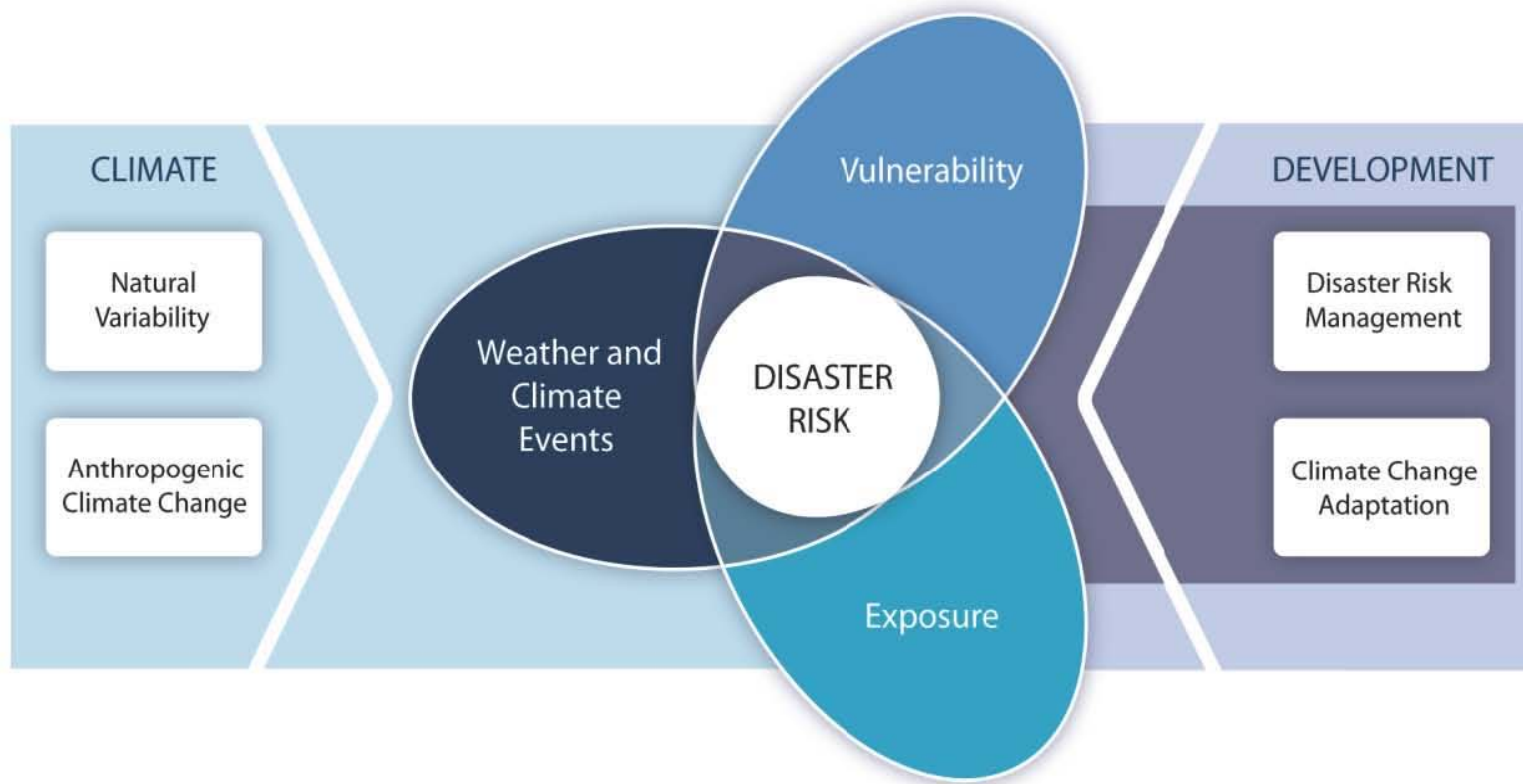 CLIMATE
Natural
Variability
Anthropogenic
Climate Change
Weather and
Climate
Events
Vulnerability
DISASTER
RISK
Exposure
DEVELOPMENT
Disaster Risk
Management
Climate Change
Adaptation